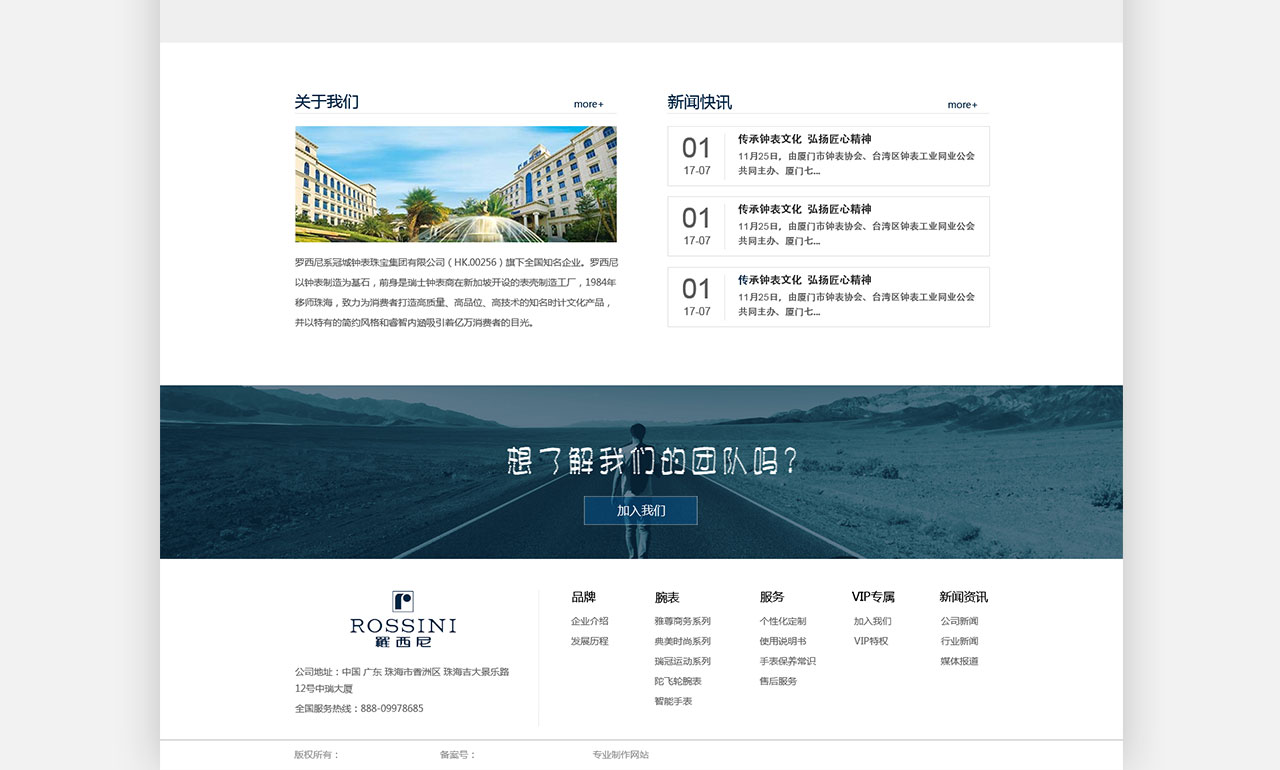 关于我们
more+
罗西尼系冠城钟表珠宝集团有限公司（HK.00256）旗下全国知名企业。罗西尼
以钟表制造为基石，前身是瑞士钟表商在新加坡开设的表壳制造工厂，1984年
移师珠海，致力为消费者打造高质量、高品位、高技术的知名时计文化产品，
并以特有的简约风格和睿智内涵吸引着亿万消费者的目光。
新闻快讯
more+
01
17-07
传承钟表文化 弘扬匠心精神
11月25日，由厦门市钟表协会、台湾区钟表工业同业公会
共同主办、厦门七...
01
17-07
传承钟表文化 弘扬匠心精神
11月25日，由厦门市钟表协会、台湾区钟表工业同业公会
共同主办、厦门七...
01
17-07
传承钟表文化 弘扬匠心精神
11月25日，由厦门市钟表协会、台湾区钟表工业同业公会
共同主办、厦门七...
想了解我们的团队吗？
加入我们
ROSSINI
罗西尼
公司地址：中国 广东 珠海市香洲区 珠海吉大景乐路
12号中瑞大厦
全国服务热线：888-09978685
品牌
企业介绍
发展历程
腕表
雅尊商务系列
典美时尚系列
瑞冠运动系列
陀飞轮腕表
智能手表
服务
个性化定制
使用说明书
手表保养常识
售后服务
VIP专属
加入我们
VIP特权
新闻资讯
公司新闻
行业新闻
媒体报道
版权所有：
备案号：
专业制作网站